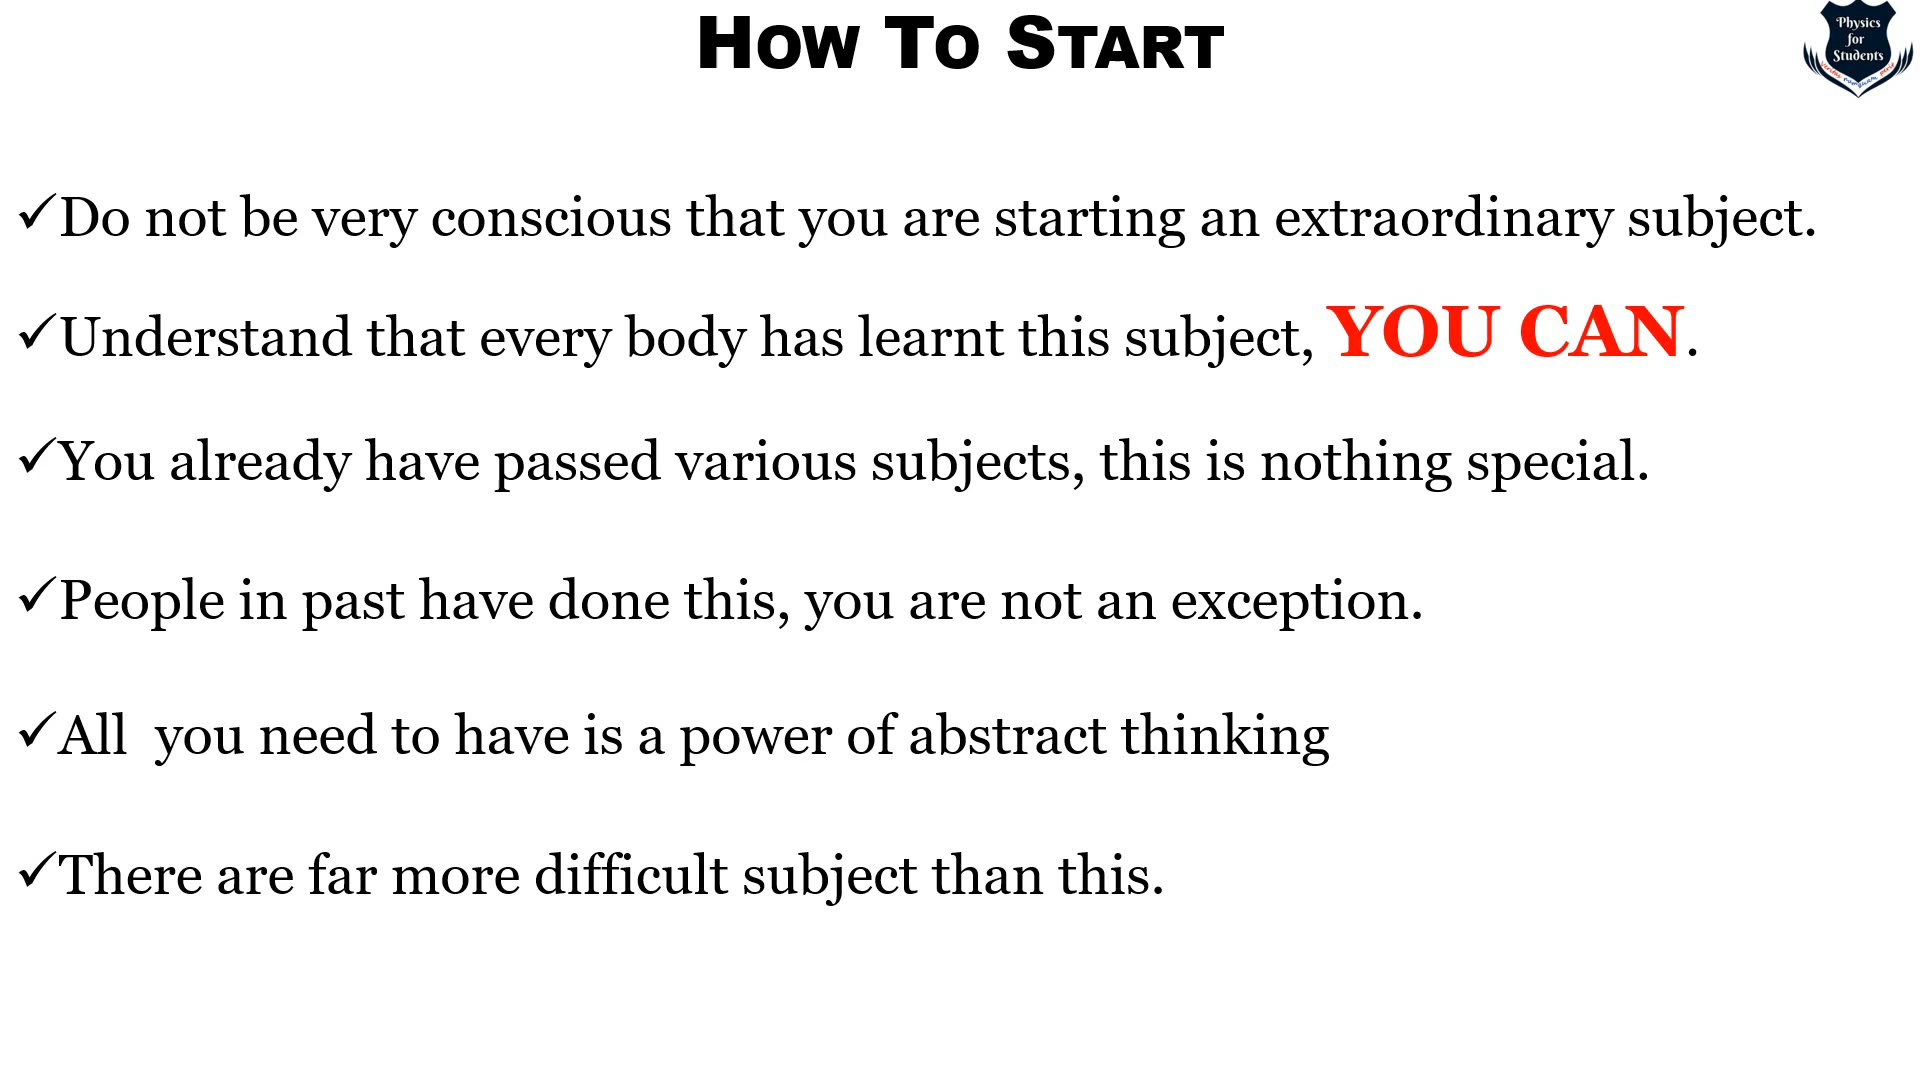 How To Start
Physics
for
Students
✓Do not be very conscious that you are starting an extraordinary subject.
✓Understand that every body has learnt this subject, YOU CAN.
✓You already have passed various subjects, this is nothing special.
✓People in past have done this, you are not an exception.
✓All  you need to have is a power of abstract thinking
✓There are far more difficult subject than this.